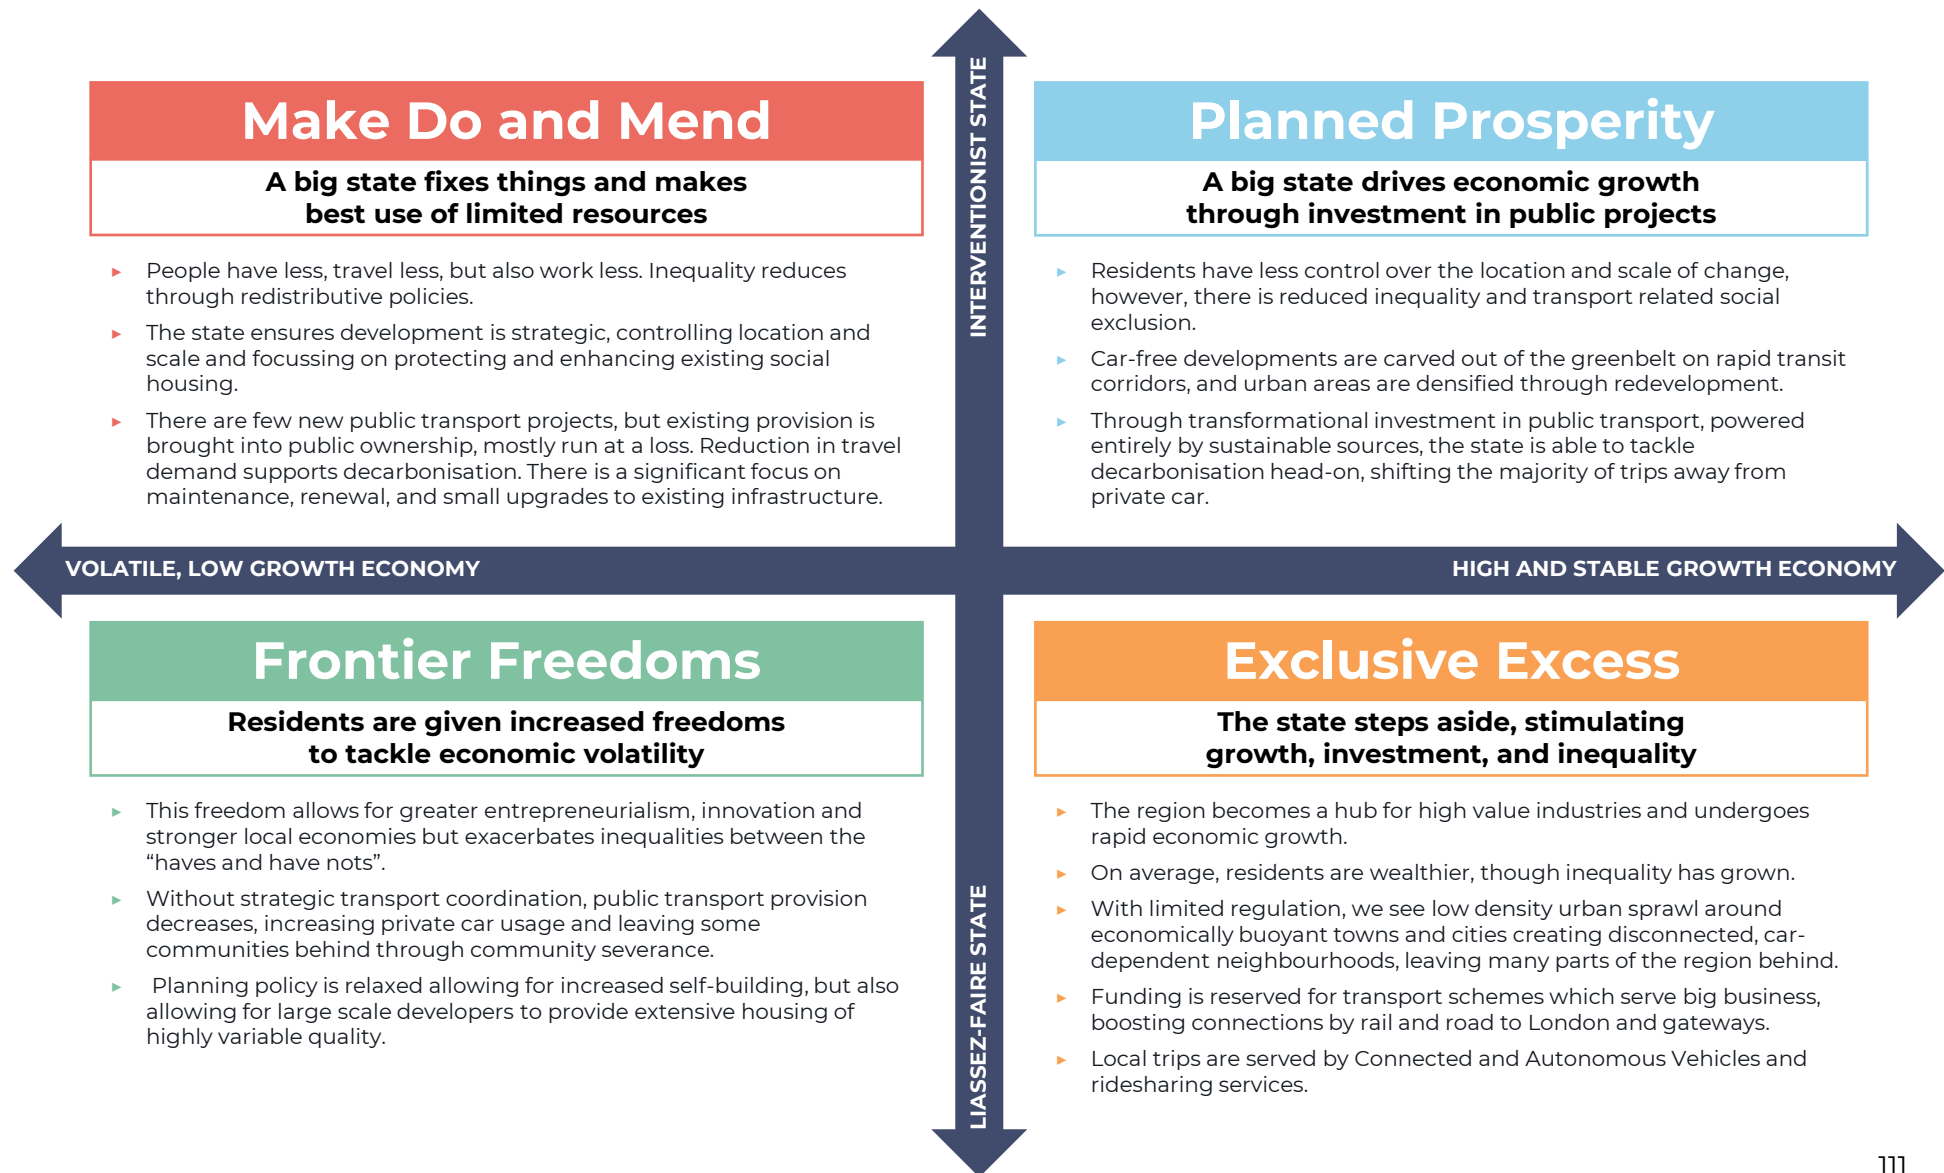 INTERVENTIONIST STATE
Make Do and Mend
A big state fixes things and makes
best use of limited resources
▸ People have less, travel less, but also work less. Inequality reduces
through redistributive policies.
▸ The state ensures development is strategic, controlling location and
scale and focussing on protecting and enhancing existing social
housing.
▸ There are few new public transport projects, but existing provision is
brought into public ownership, mostly run at a loss. Reduction in travel
demand supports decarbonisation. There is a significant focus on
maintenance, renewal, and small upgrades to existing infrastructure.
Planned Prosperity
A big state drives economic growth
through investment in public projects
▸ Residents have less control over the location and scale of change,
however, there is reduced inequality and transport related social
exclusion.
▸ Car-free developments are carved out of the greenbelt on rapid transit
corridors, and urban areas are densified through redevelopment.
▸ Through transformational investment in public transport, powered
entirely by sustainable sources, the state is able to tackle
decarbonisation head-on, shifting the majority of trips away from
private car.
VOLATILE, LOW GROWTH ECONOMY
HIGH AND STABLE GROWTH ECONOMY
Frontier Freedoms
Residents are given increased freedoms
to tackle economic volatility
▸ This freedom allows for greater entrepreneurialism, innovation and
stronger local economies but exacerbates inequalities between the
“haves and have nots”.
▸ Without strategic transport coordination, public transport provision
decreases, increasing private car usage and leaving some
communities behind through community severance.
▸ Planning policy is relaxed allowing for increased self-building, but also
allowing for large scale developers to provide extensive housing of
highly variable quality.
Exclusive Excess
The state steps aside, stimulating
growth, investment, and inequality
▸ The region becomes a hub for high value industries and undergoes
rapid economic growth.
▸ On average, residents are wealthier, though inequality has grown.
▸ With limited regulation, we see low density urban sprawl around
economically buoyant towns and cities creating disconnected, car-
dependent neighbourhoods, leaving many parts of the region behind.
▸ Funding is reserved for transport schemes which serve big business,
boosting connections by rail and road to London and gateways.
▸ Local trips are served by Connected and Autonomous Vehicles and
ridesharing services.
LIASSEZ-FAIRE STATE
111